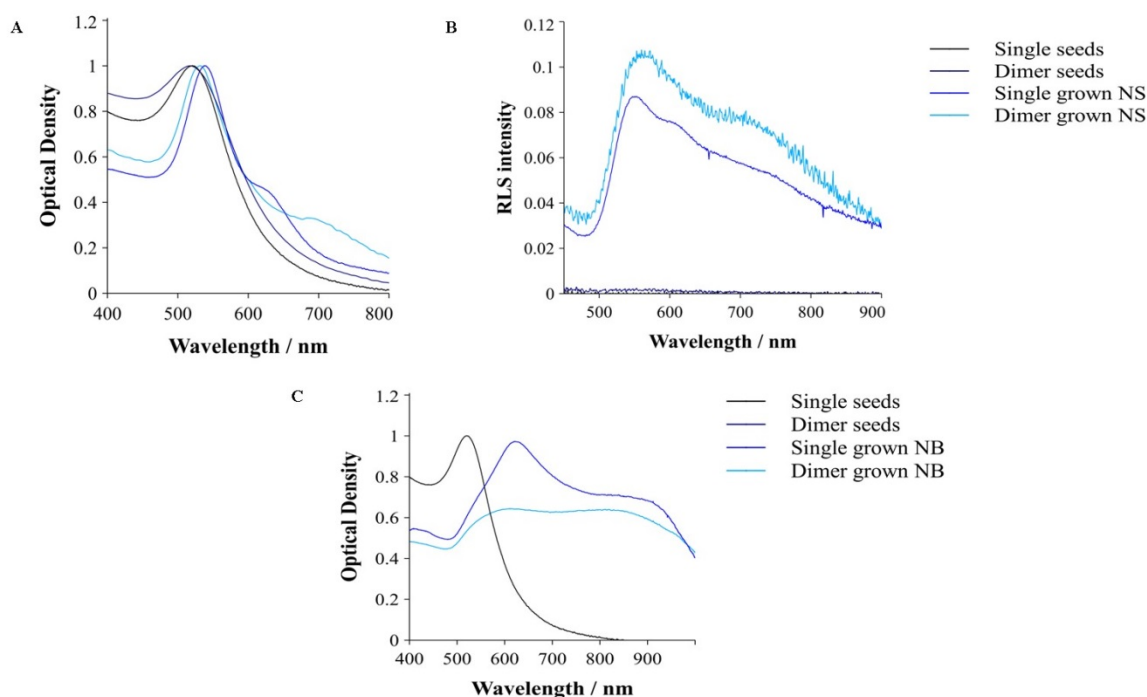 A
Optical Density
1.2
1
0.8
0.6
0.4
0.2
0
400 500 600 700 800
Wavelength / nm
B
RLS intensity
0.12
0.1
0.08
0.06
0.04
0.02
0
500 600 700 800 900
Wavelength / nm
Single seeds
Dimer seeds
Single grown NS
Dimer grown NS
C
Optical Density
1.2
1
0.8
0.6
0.4
0.2
0
400 500 600 700 800 900
Wavelength / nm
Single seeds
Dimer seeds
Single grown NB
Dimer grown NB